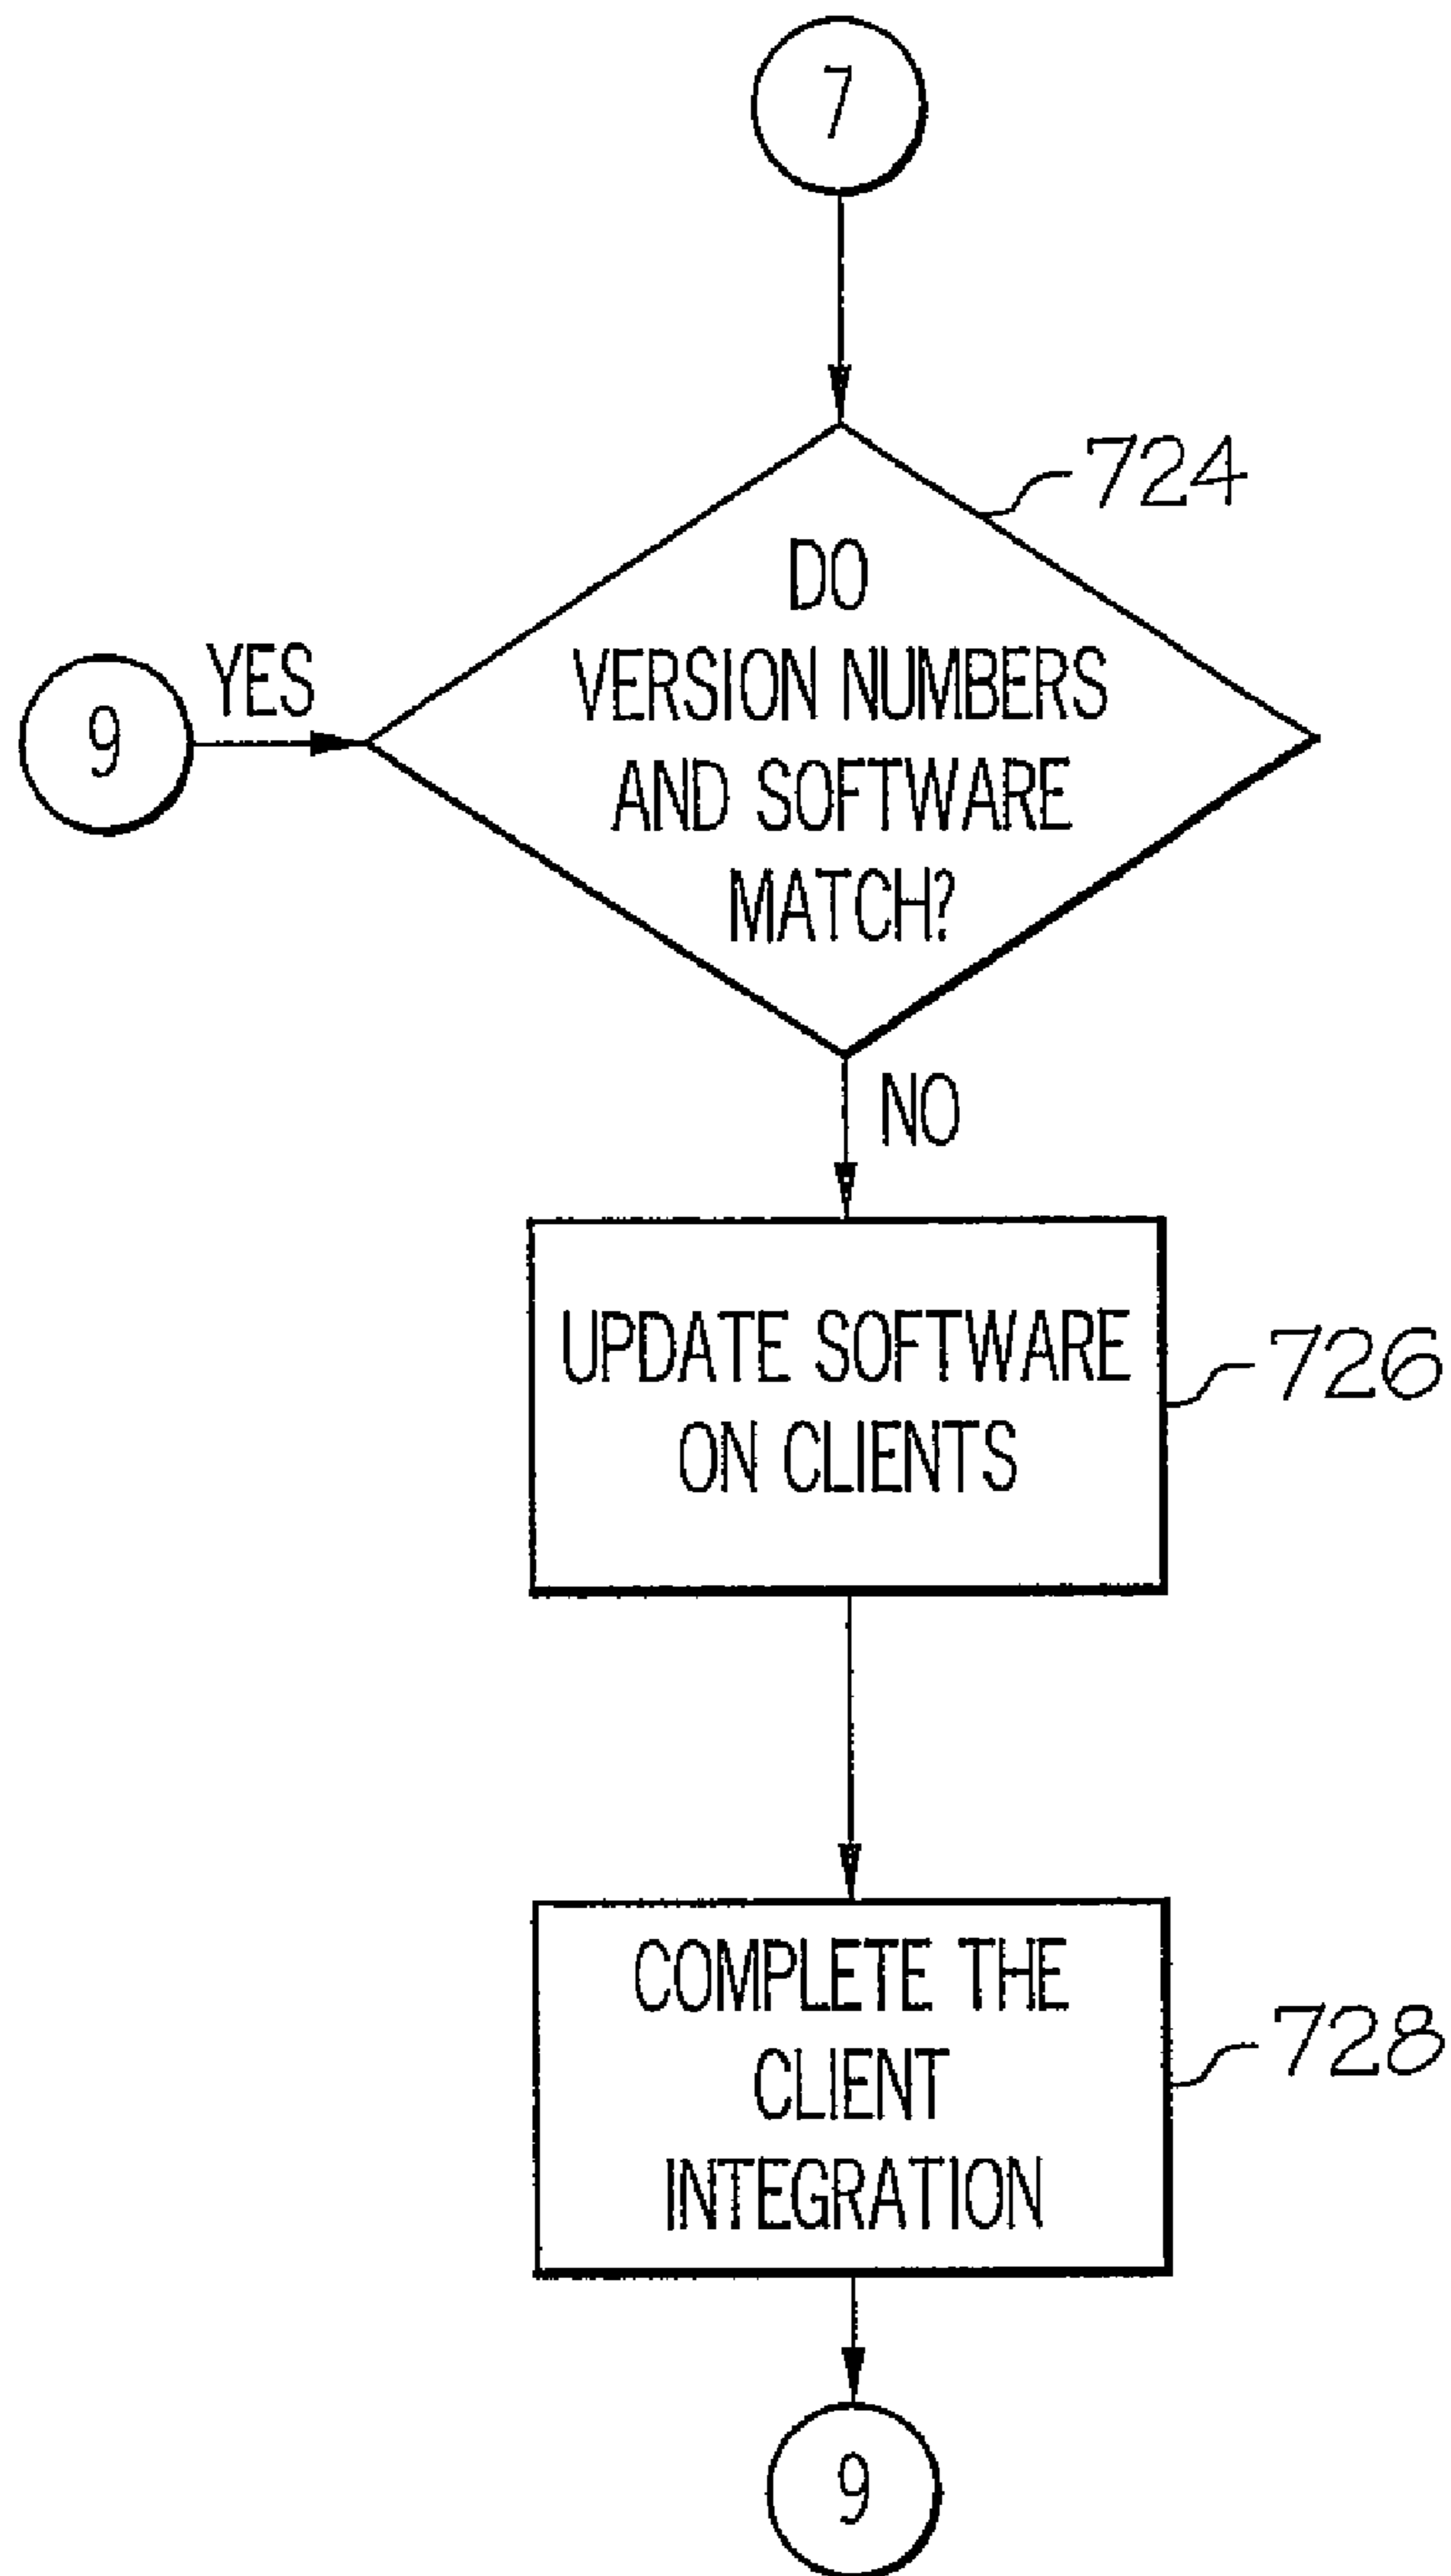 7
724
DO
VERSION NUMBERS
AND SOFTWARE
MATCH?
YES
9
NO
UPDATE SOFTWARE
ON CLIENTS
726
COMPLETE THE
CLIENT
INTEGRATION
728
9